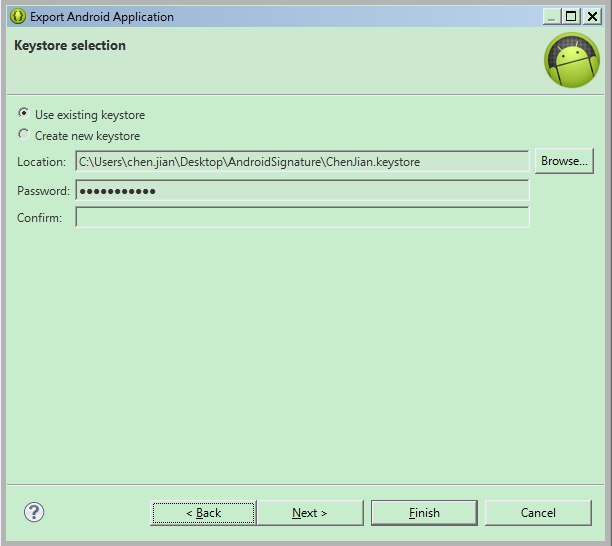 Export Android Application
Keystore selection
Use existing keystore
Create new keystore
Location: C:\Users\chen.jian\Desktop\AndroidSignature\ChenJian.keystore Browse...
Password: ●●●●●●●●●●●
Confirm:
? < Back Next > Finish Cancel